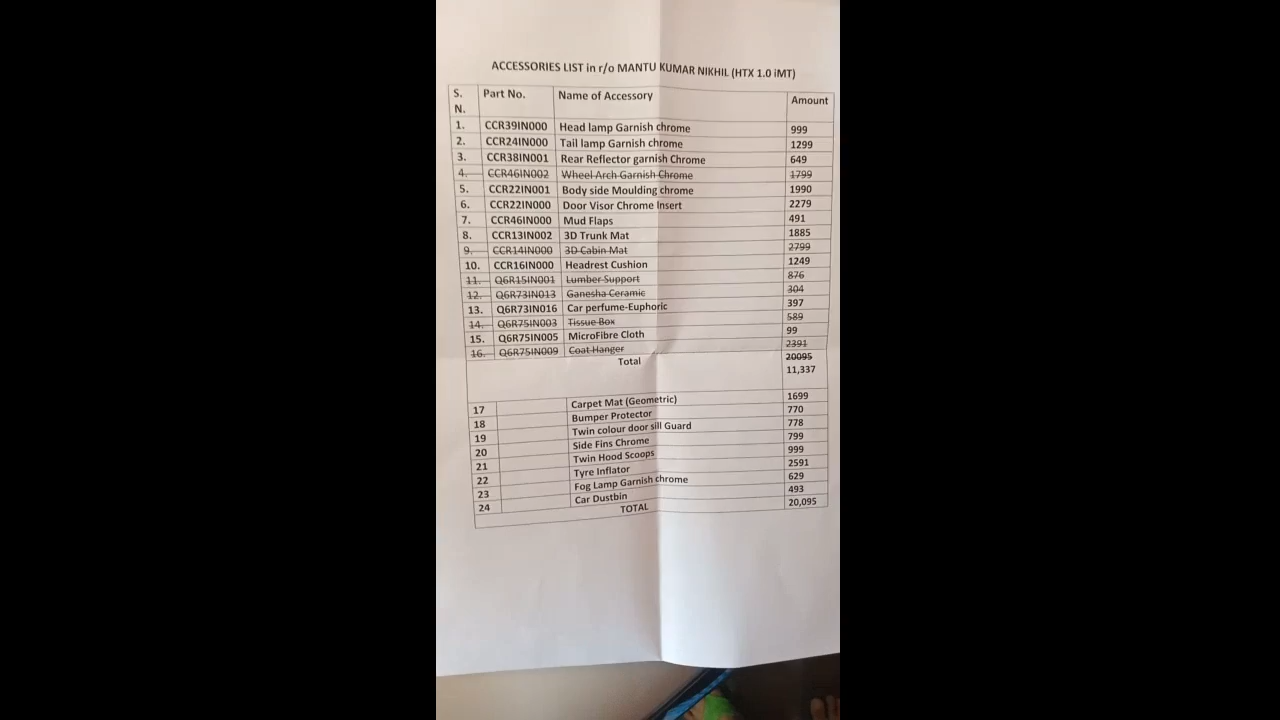 ACCESSORIES LIST in r/o MANTU KUMAR NIKHIL (HTX 1.0 iMT)
S. N. Part No. Name of Accessory Amount
1. CCR39IN000 Head lamp Garnish chrome 999
2. CCR24IN000 Tail lamp Garnish chrome 1299
3. CCR38IN001 Rear Reflector garnish Chrome 649
4. CCR46IN002 Wheel Arch Garnish Chrome 1799
5. CCR22IN001 Body side Moulding chrome 1990
6. CCR22IN000 Door Visor Chrome Insert 2279
7. CCR46IN000 Mud Flaps 491
8. CCR13IN002 3D Trunk Mat 1885
9. CCR14IN000 3D Cabin Mat 2799
10. CCR16IN000 Headrest Cushion 1249
11. Q6R15IN001 Lumber Support 876
12. Q6R73IN013 Ganesha Ceramic 304
13. Q6R73IN016 Car perfume-Euphoric 397
14. Q6R75IN003 Tissue Box 589
15. Q6R75IN005 MicroFibre Cloth 99
16. Q6R75IN009 Coat Hanger 2391
Total 20095
11,337
17 Carpet Mat (Geometric) 1699
18 Bumper Protector 770
19 Twin colour door sill Guard 778
20 Side Fins Chrome 799
21 Twin Hood Scoops 999
22 Tyre Inflator 2591
23 Fog Lamp Garnish chrome 629
24 Car Dustbin 493
TOTAL 20,095